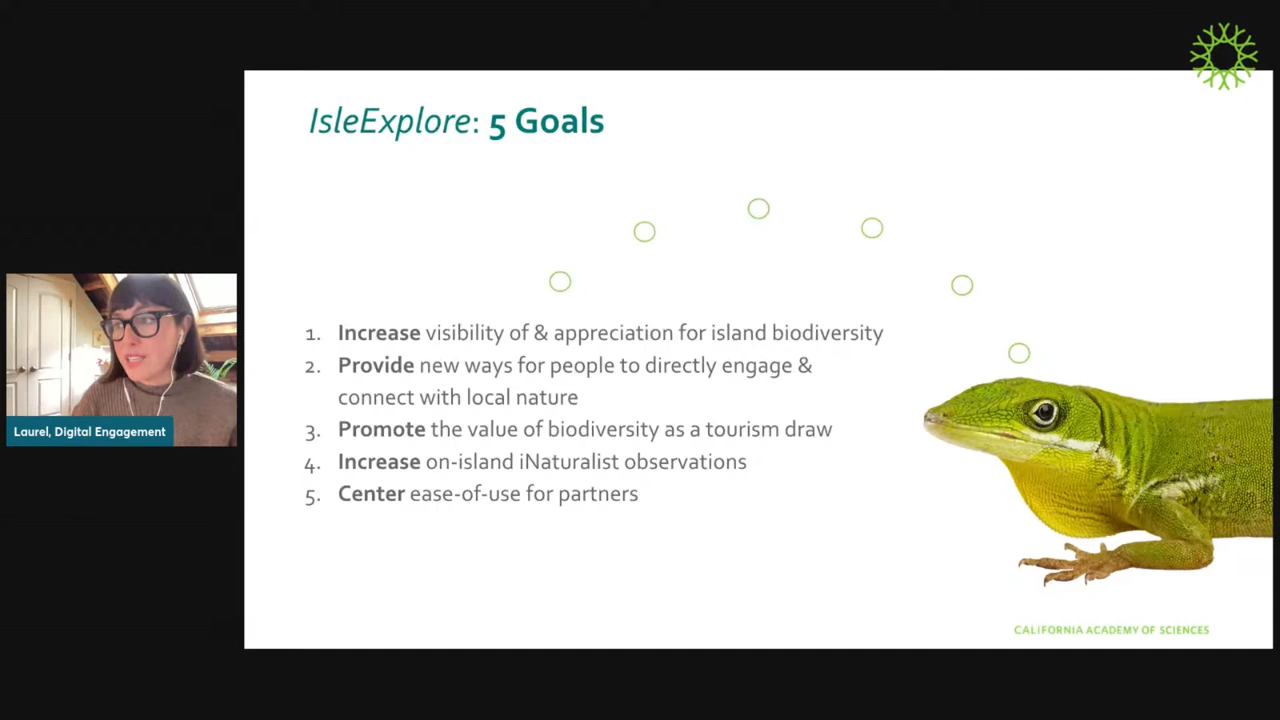 IsleExplore: 5 Goals
1. Increase visibility of & appreciation for island biodiversity
2. Provide new ways for people to directly engage &
connect with local nature
3. Promote the value of biodiversity as a tourism draw
4. Increase on-island iNaturalist observations
5. Center ease-of-use for partners
Laurel, Digital Engagement
CALIFORNIA ACADEMY OF SCIENCES